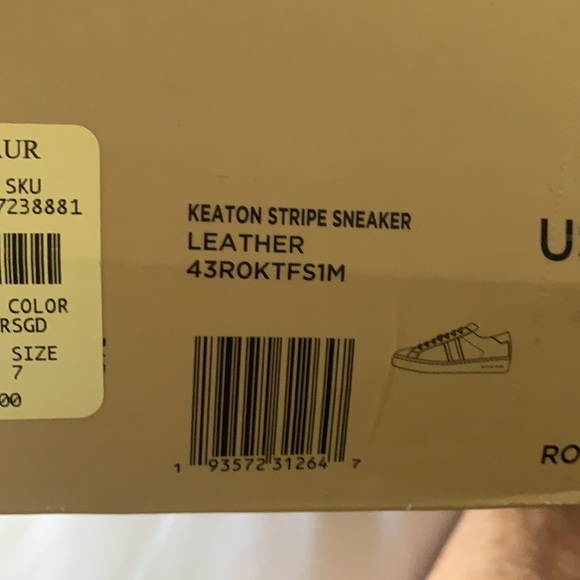 UR
SKU
7238881
COLOR
RSGD
SIZE
7
00
KEATON STRIPE SNEAKER
LEATHER
43R0KTFS1M
1 93572 31264 7
U
RO